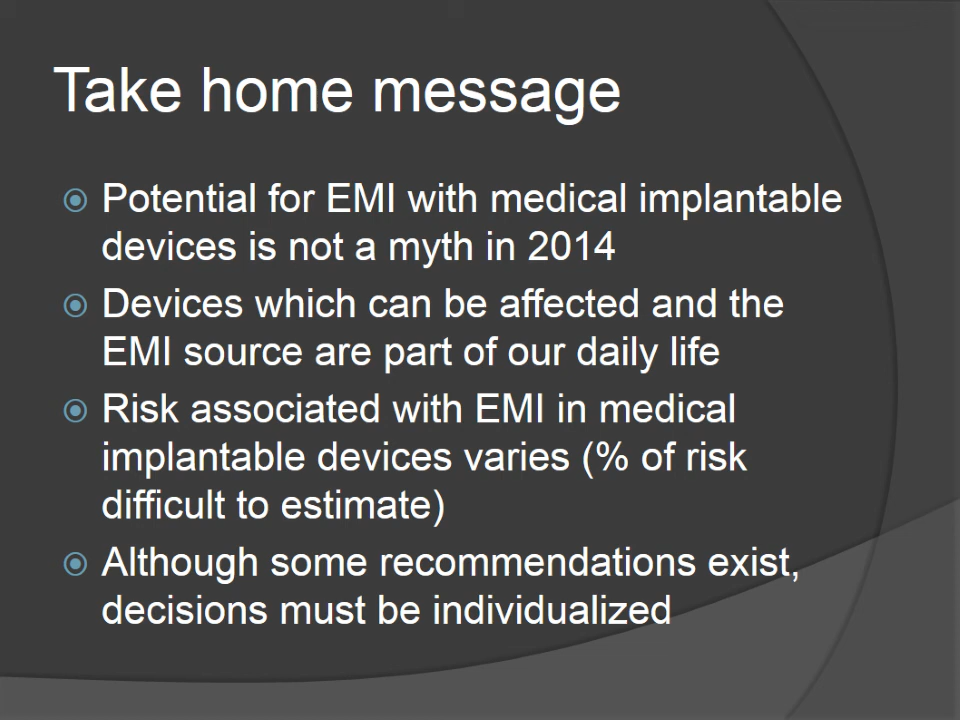 Take home message
Potential for EMI with medical implantable
devices is not a myth in 2014
Devices which can be affected and the
EMI source are part of our daily life
Risk associated with EMI in medical
implantable devices varies (% of risk
difficult to estimate)
Although some recommendations exist,
decisions must be individualized